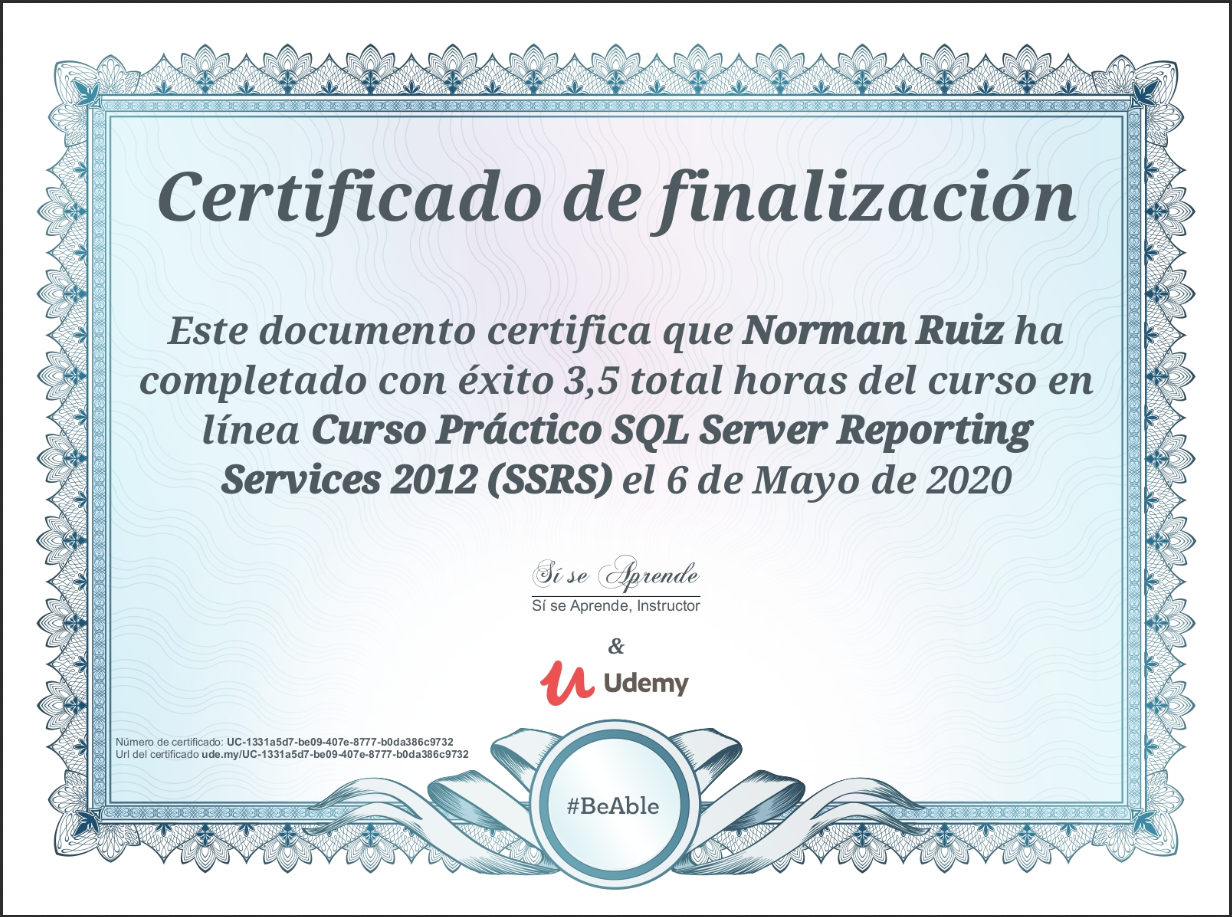 Certificado de finalización
Este documento certifica que Norman Ruiz ha
completado con éxito 3,5 total horas del curso en
línea Curso Práctico SQL Server Reporting
Services 2012 (SSRS) el 6 de Mayo de 2020
Sí se Aprende
Sí se Aprende, Instructor
&
Udemy
Número de certificado: UC-1331a5d7-be09-407e-8777-b0da386c9732
Url del certificado ude.my/UC-1331a5d7-be09-407e-8777-b0da386c9732
#BeAble